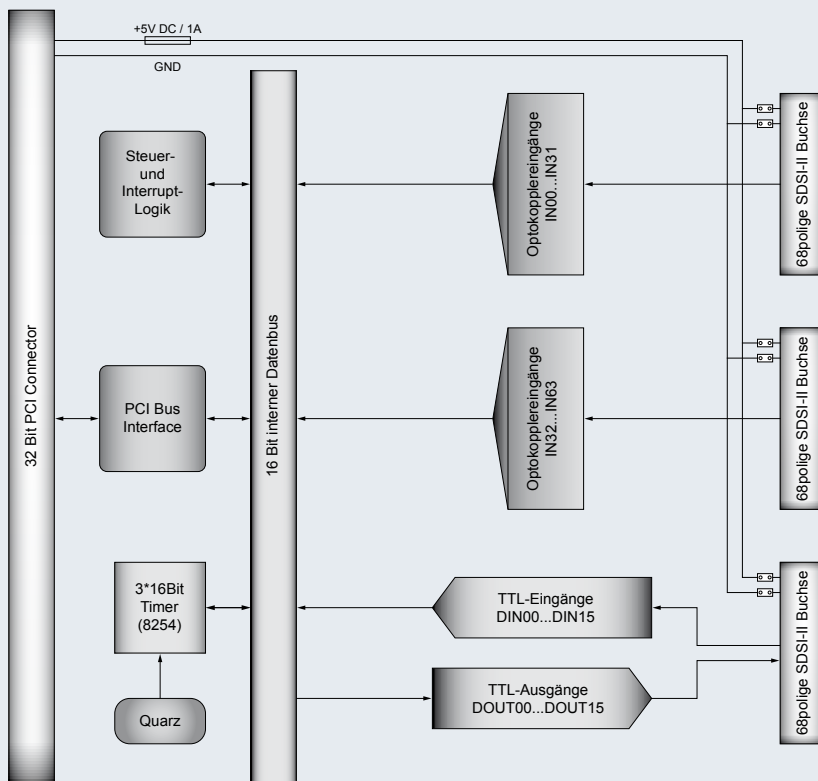 +5V DC / 1A
GND
32 Bit PCI Connector
16 Bit interner Datenbus
Steuer-
und
Interrupt-
Logik
Optokopplereingänge
IN00...IN31
68polige SDSI-II Buchse
PCI Bus
Interface
Optokopplereingänge
IN32...IN63
68polige SDSI-II Buchse
3*16Bit
Timer
(8254)
TTL-Eingänge
DIN00...DIN15
68polige SDSI-II Buchse
Quarz
TTL-Ausgänge
DOUT00...DOUT15